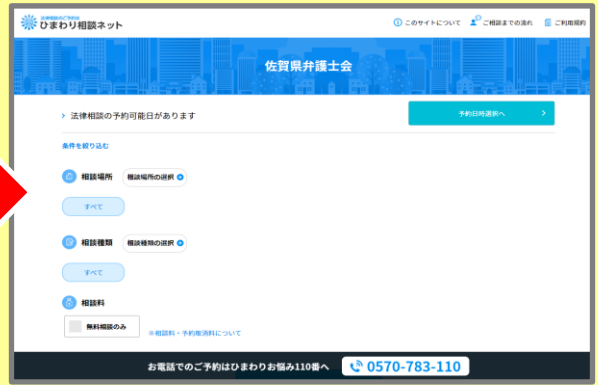 法律相談のご予約は
ひまわり相談ネット
このサイトについて ご相談までの流れ ご利用規約
佐賀県弁護士会
法律相談の予約可能日があります
予約日時選択へ
条件を絞り込む
相談場所 相談場所の選択
すべて
相談種類 相談種類の選択
すべて
相談料
無料相談のみ ※相談料・予約取消料について
お電話でのご予約はひまわりお悩み110番へ 0570-783-110